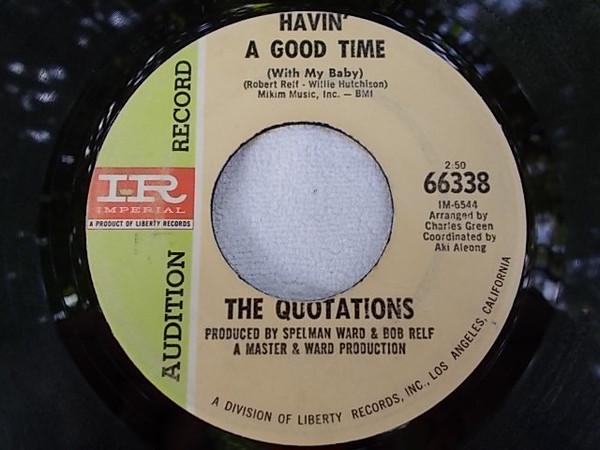 HAVIN'
A GOOD TIME
(With My Baby)
(Robert Relf - Willie Hutchison)
Mikim Music, Inc. — BMI
AUDITION RECORD
IR
IMPERIAL
A PRODUCT OF LIBERTY RECORDS
2:50
66338
IM-6544
Arranged by
Charles Green
Coordinated by
Aki Aleong
THE QUOTATIONS
PRODUCED BY SPELMAN WARD & BOB RELF
A MASTER & WARD PRODUCTION
A DIVISION OF LIBERTY RECORDS, INC., LOS ANGELES, CALIFORNIA